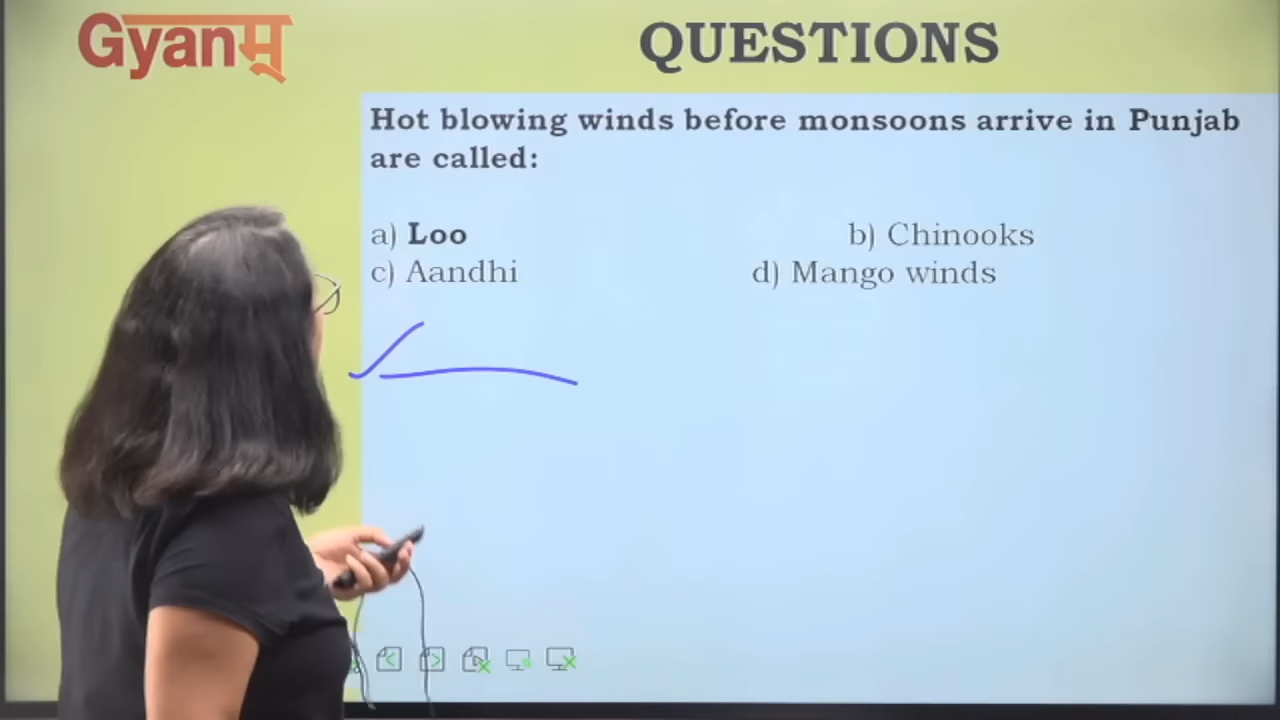 Gyanम्
QUESTIONS
Hot blowing winds before monsoons arrive in Punjab
are called:
a) Loo b) Chinooks
c) Aandhi d) Mango winds